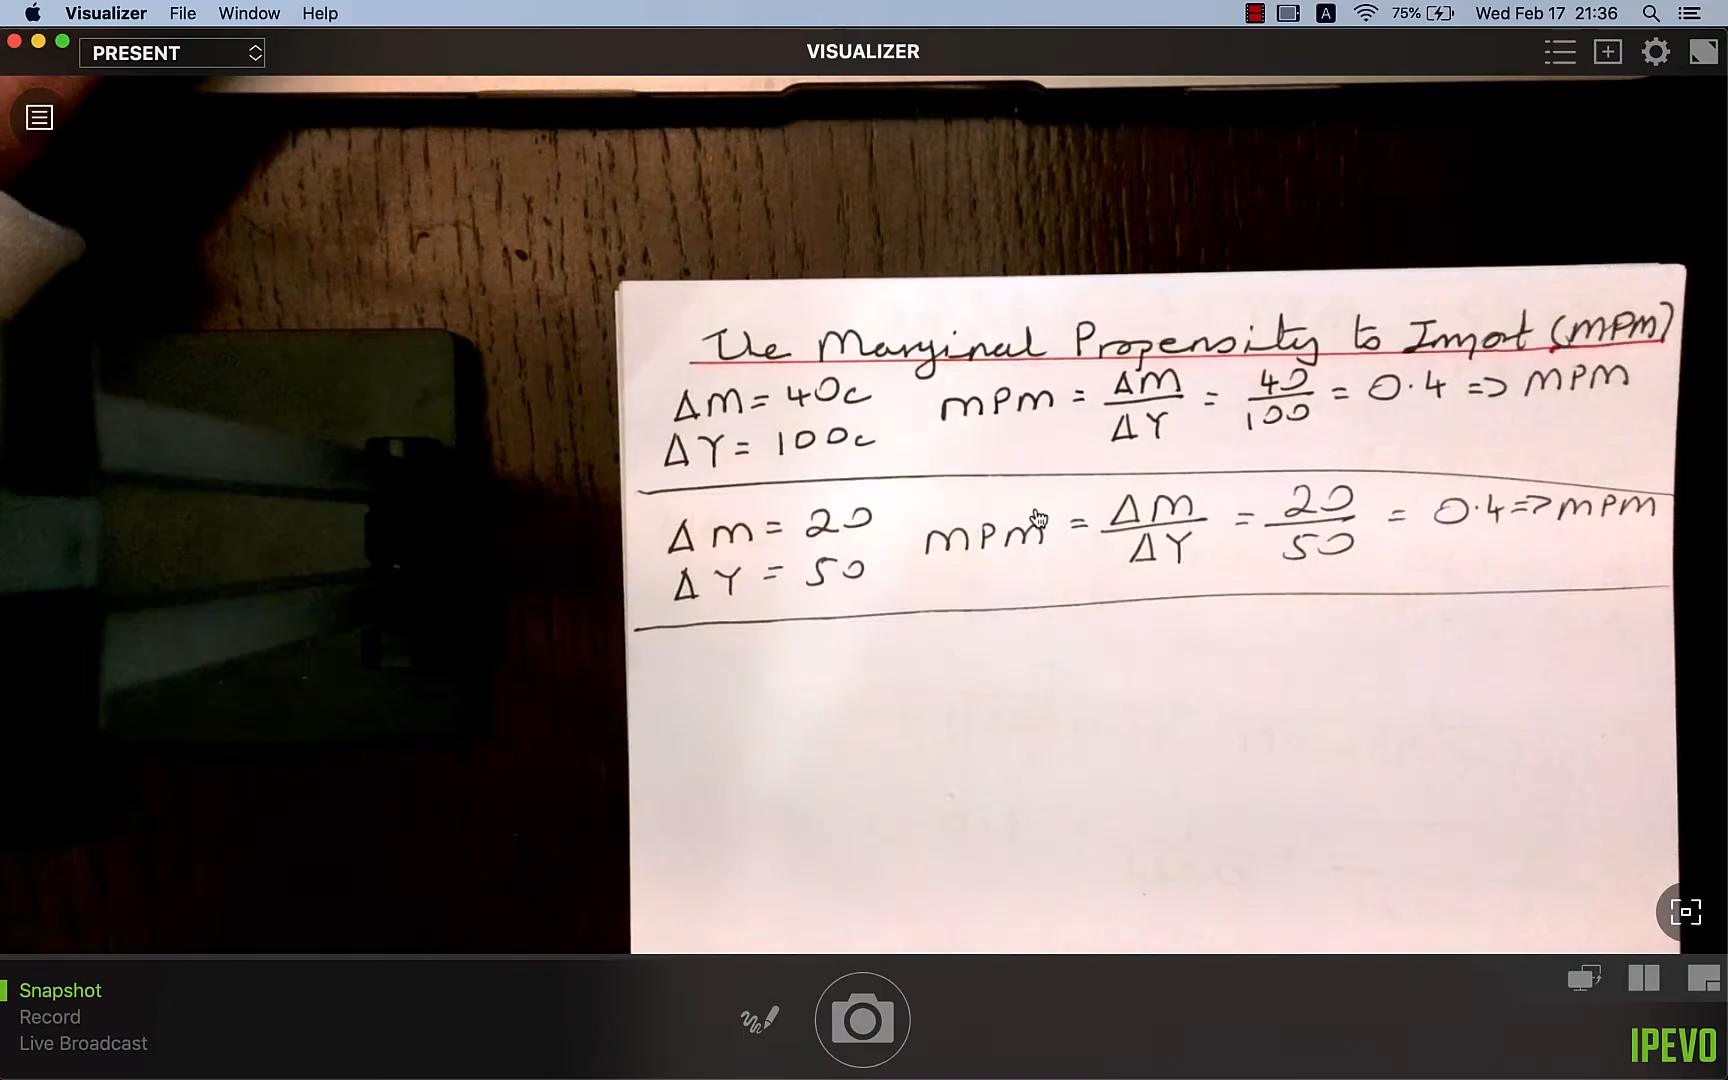 Visualizer File Window Help A 75% Wed Feb 17 21:36
PRESENT VISUALIZER
The Marginal Propensity to Import (MPM)
ΔM = 40c MPM = ΔM/ΔY = 40/100 = 0.4 => MPM
ΔY = 100c
Δm = 20 MPM = ΔM/ΔY = 20/50 = 0.4 => MPM
ΔY = 50
Snapshot
Record
Live Broadcast
IPEVO